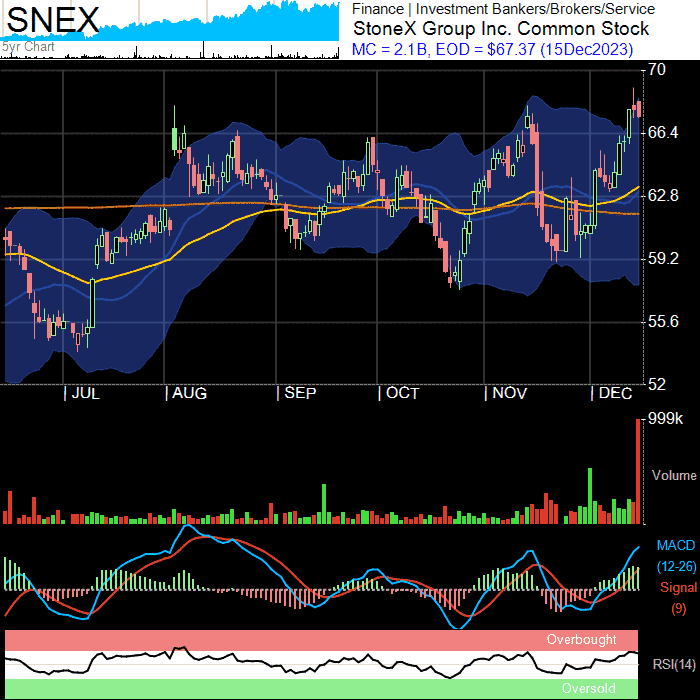 SNEX
5yr Chart
Finance | Investment Bankers/Brokers/Service
StoneX Group Inc. Common Stock
MC = 2.1B, EOD = $67.37 (15Dec2023)
70
66.4
62.8
59.2
55.6
52
| JUL | AUG | SEP | OCT | NOV | DEC
999k
Volume
MACD
(12-26)
Signal
(9)
Overbought
RSI(14)
Oversold